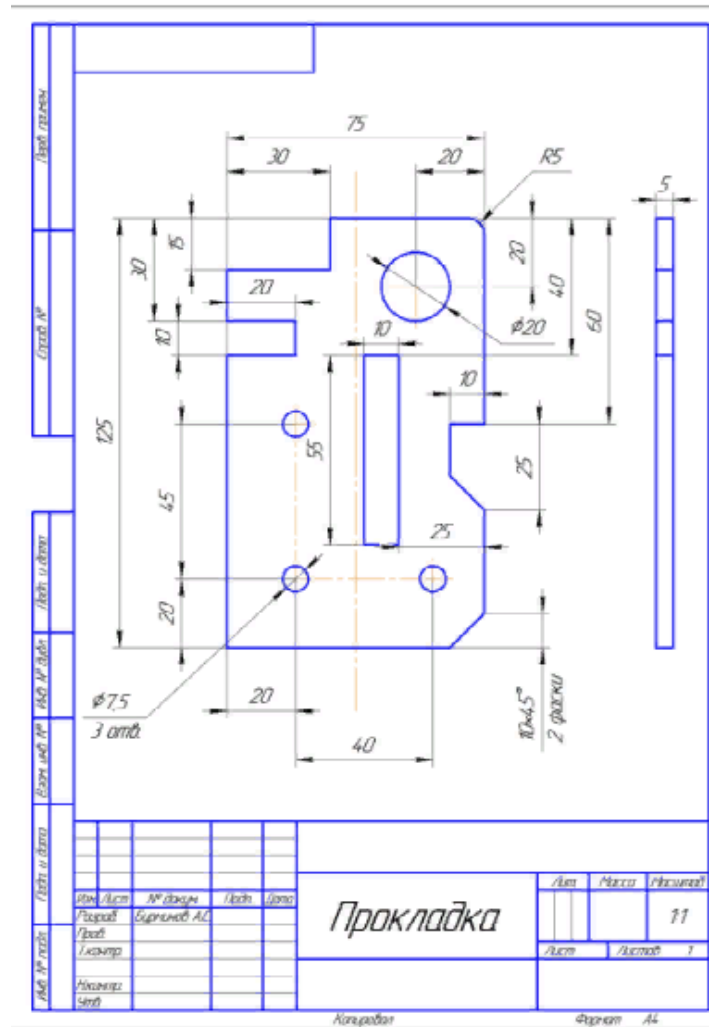 75
30
20
R5
5
15
30
20
40
60
20
10
Ø20
10
10
125
55
45
25
25
20
Ø7,5
3 отв.
20
40
10×45°
2 фаски
Перв. примен.
Справ. №
Подп. и дата
Инв. № дубл.
Взам. инв. №
Подп. и дата
Инв. № подл.
Изм. Лист № докум. Подп. Дата
Разраб.
Пров.
Т.контр.
Н.контр.
Утв.
Прокладка
Лит. Масса Масштаб
1:1
Лист Листов 1
Копировал Формат А4